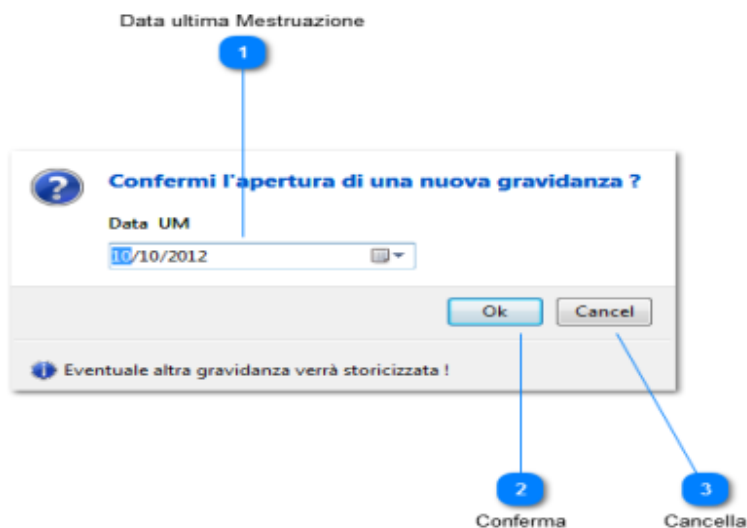 Data ultima Mestruazione
1
Confermi l'apertura di una nuova gravidanza ?
Data UM
10/10/2012
Ok Cancel
Eventuale altra gravidanza verrà storicizzata !
2 3
Conferma Cancella